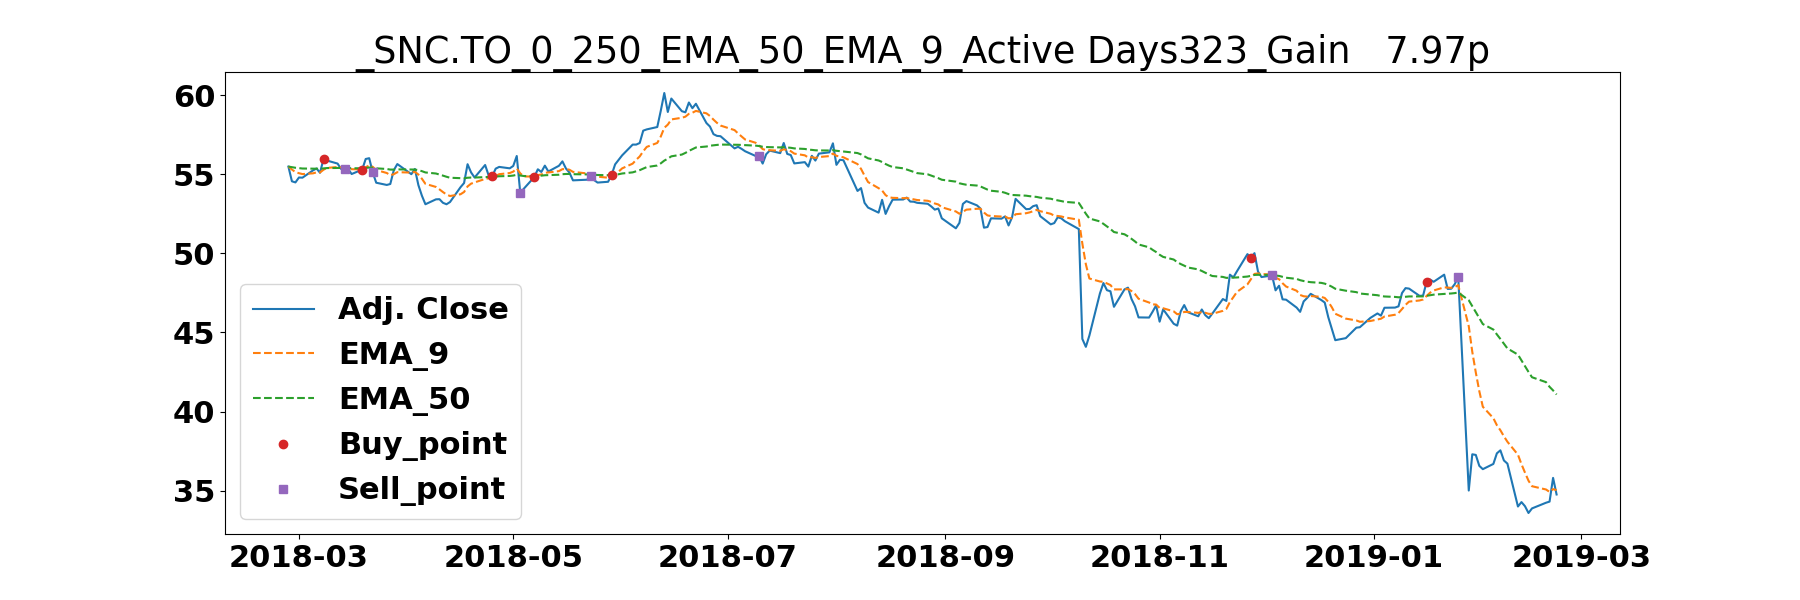 _SNC.TO_0_250_EMA_50_EMA_9_Active Days323_Gain   7.97p
60
55
50
45
40
35
Adj. Close
EMA_9
EMA_50
Buy_point
Sell_point
2018-03 2018-05 2018-07 2018-09 2018-11 2019-01 2019-03